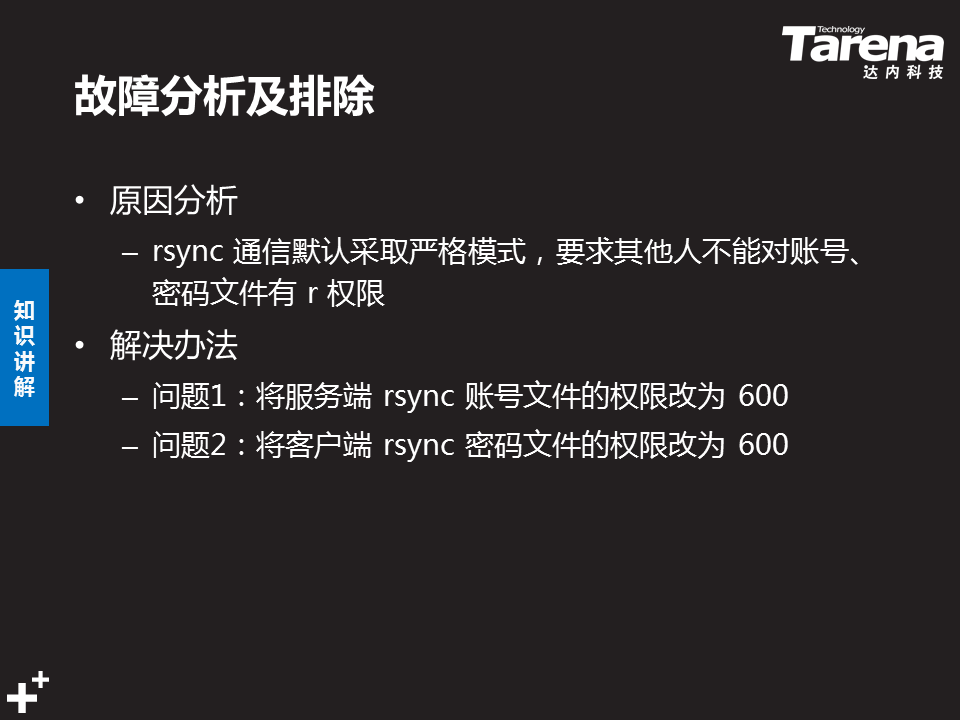 Technology
Tarena
达内科技
故障分析及排除
• 原因分析
– rsync 通信默认采取严格模式，要求其他人不能对账号、
密码文件有 r 权限
• 解决办法
– 问题1：将服务端 rsync 账号文件的权限改为 600
– 问题2：将客户端 rsync 密码文件的权限改为 600
知
识
讲
解